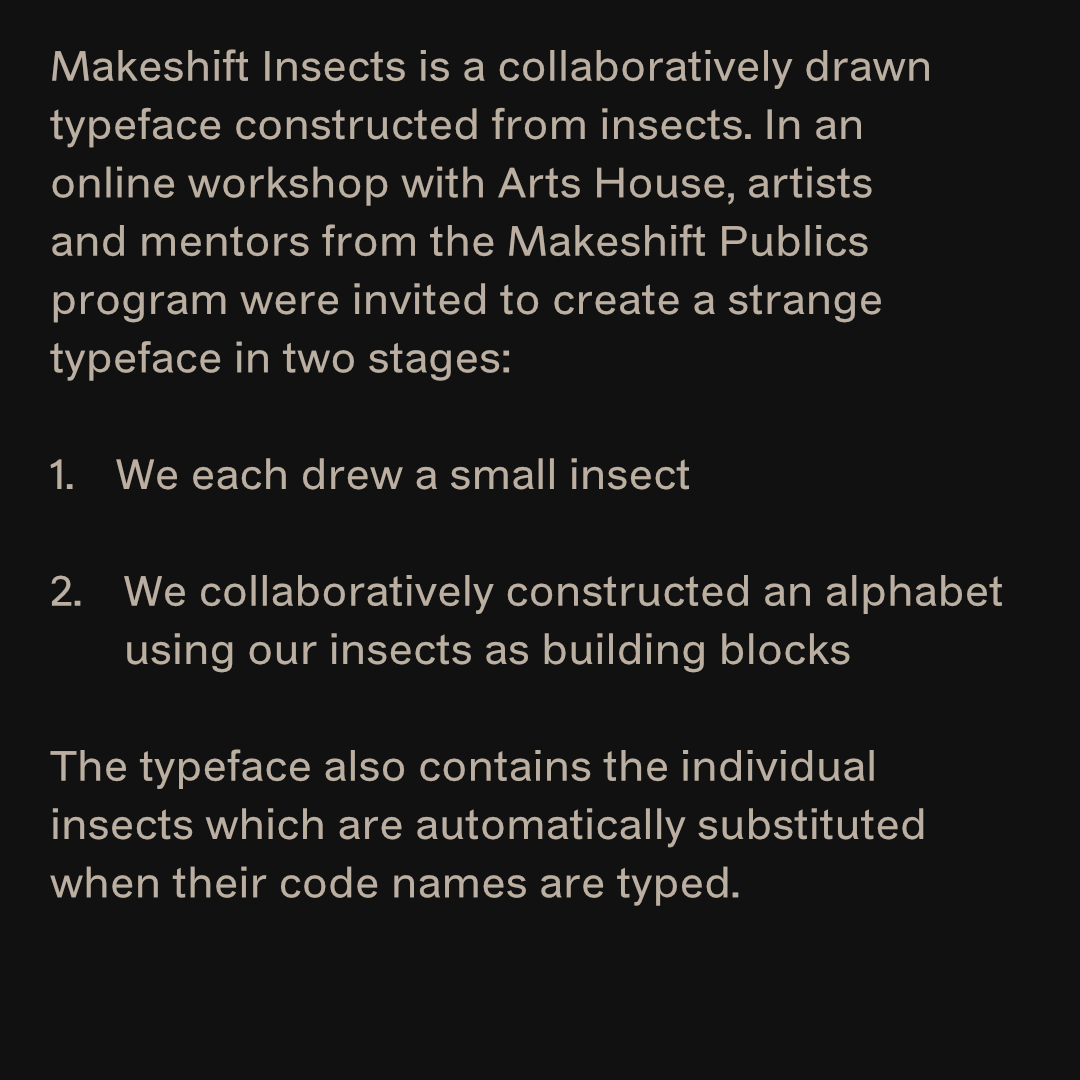 Makeshift Insects is a collaboratively drawn
typeface constructed from insects. In an
online workshop with Arts House, artists
and mentors from the Makeshift Publics
program were invited to create a strange
typeface in two stages:
1. We each drew a small insect
2. We collaboratively constructed an alphabet
using our insects as building blocks
The typeface also contains the individual
insects which are automatically substituted
when their code names are typed.